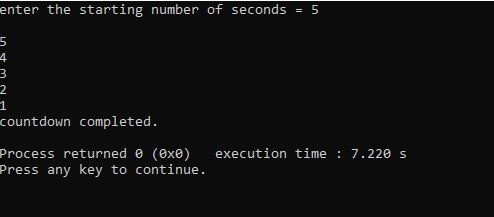 enter the starting number of seconds = 5
5
4
3
2
1
countdown completed.
Process returned 0 (0x0)   execution time : 7.220 s
Press any key to continue.